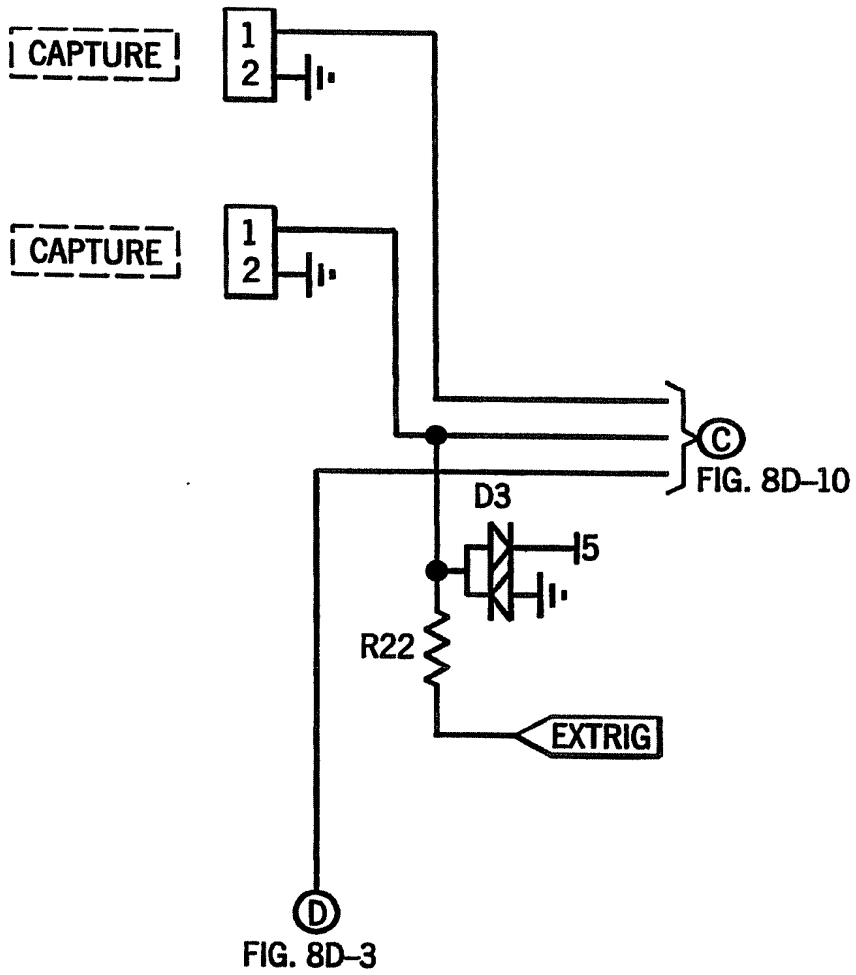 CAPTURE
1
2
CAPTURE
1
2
C
FIG. 8D–10
D3
5
R22
EXTRIG
D
FIG. 8D–3